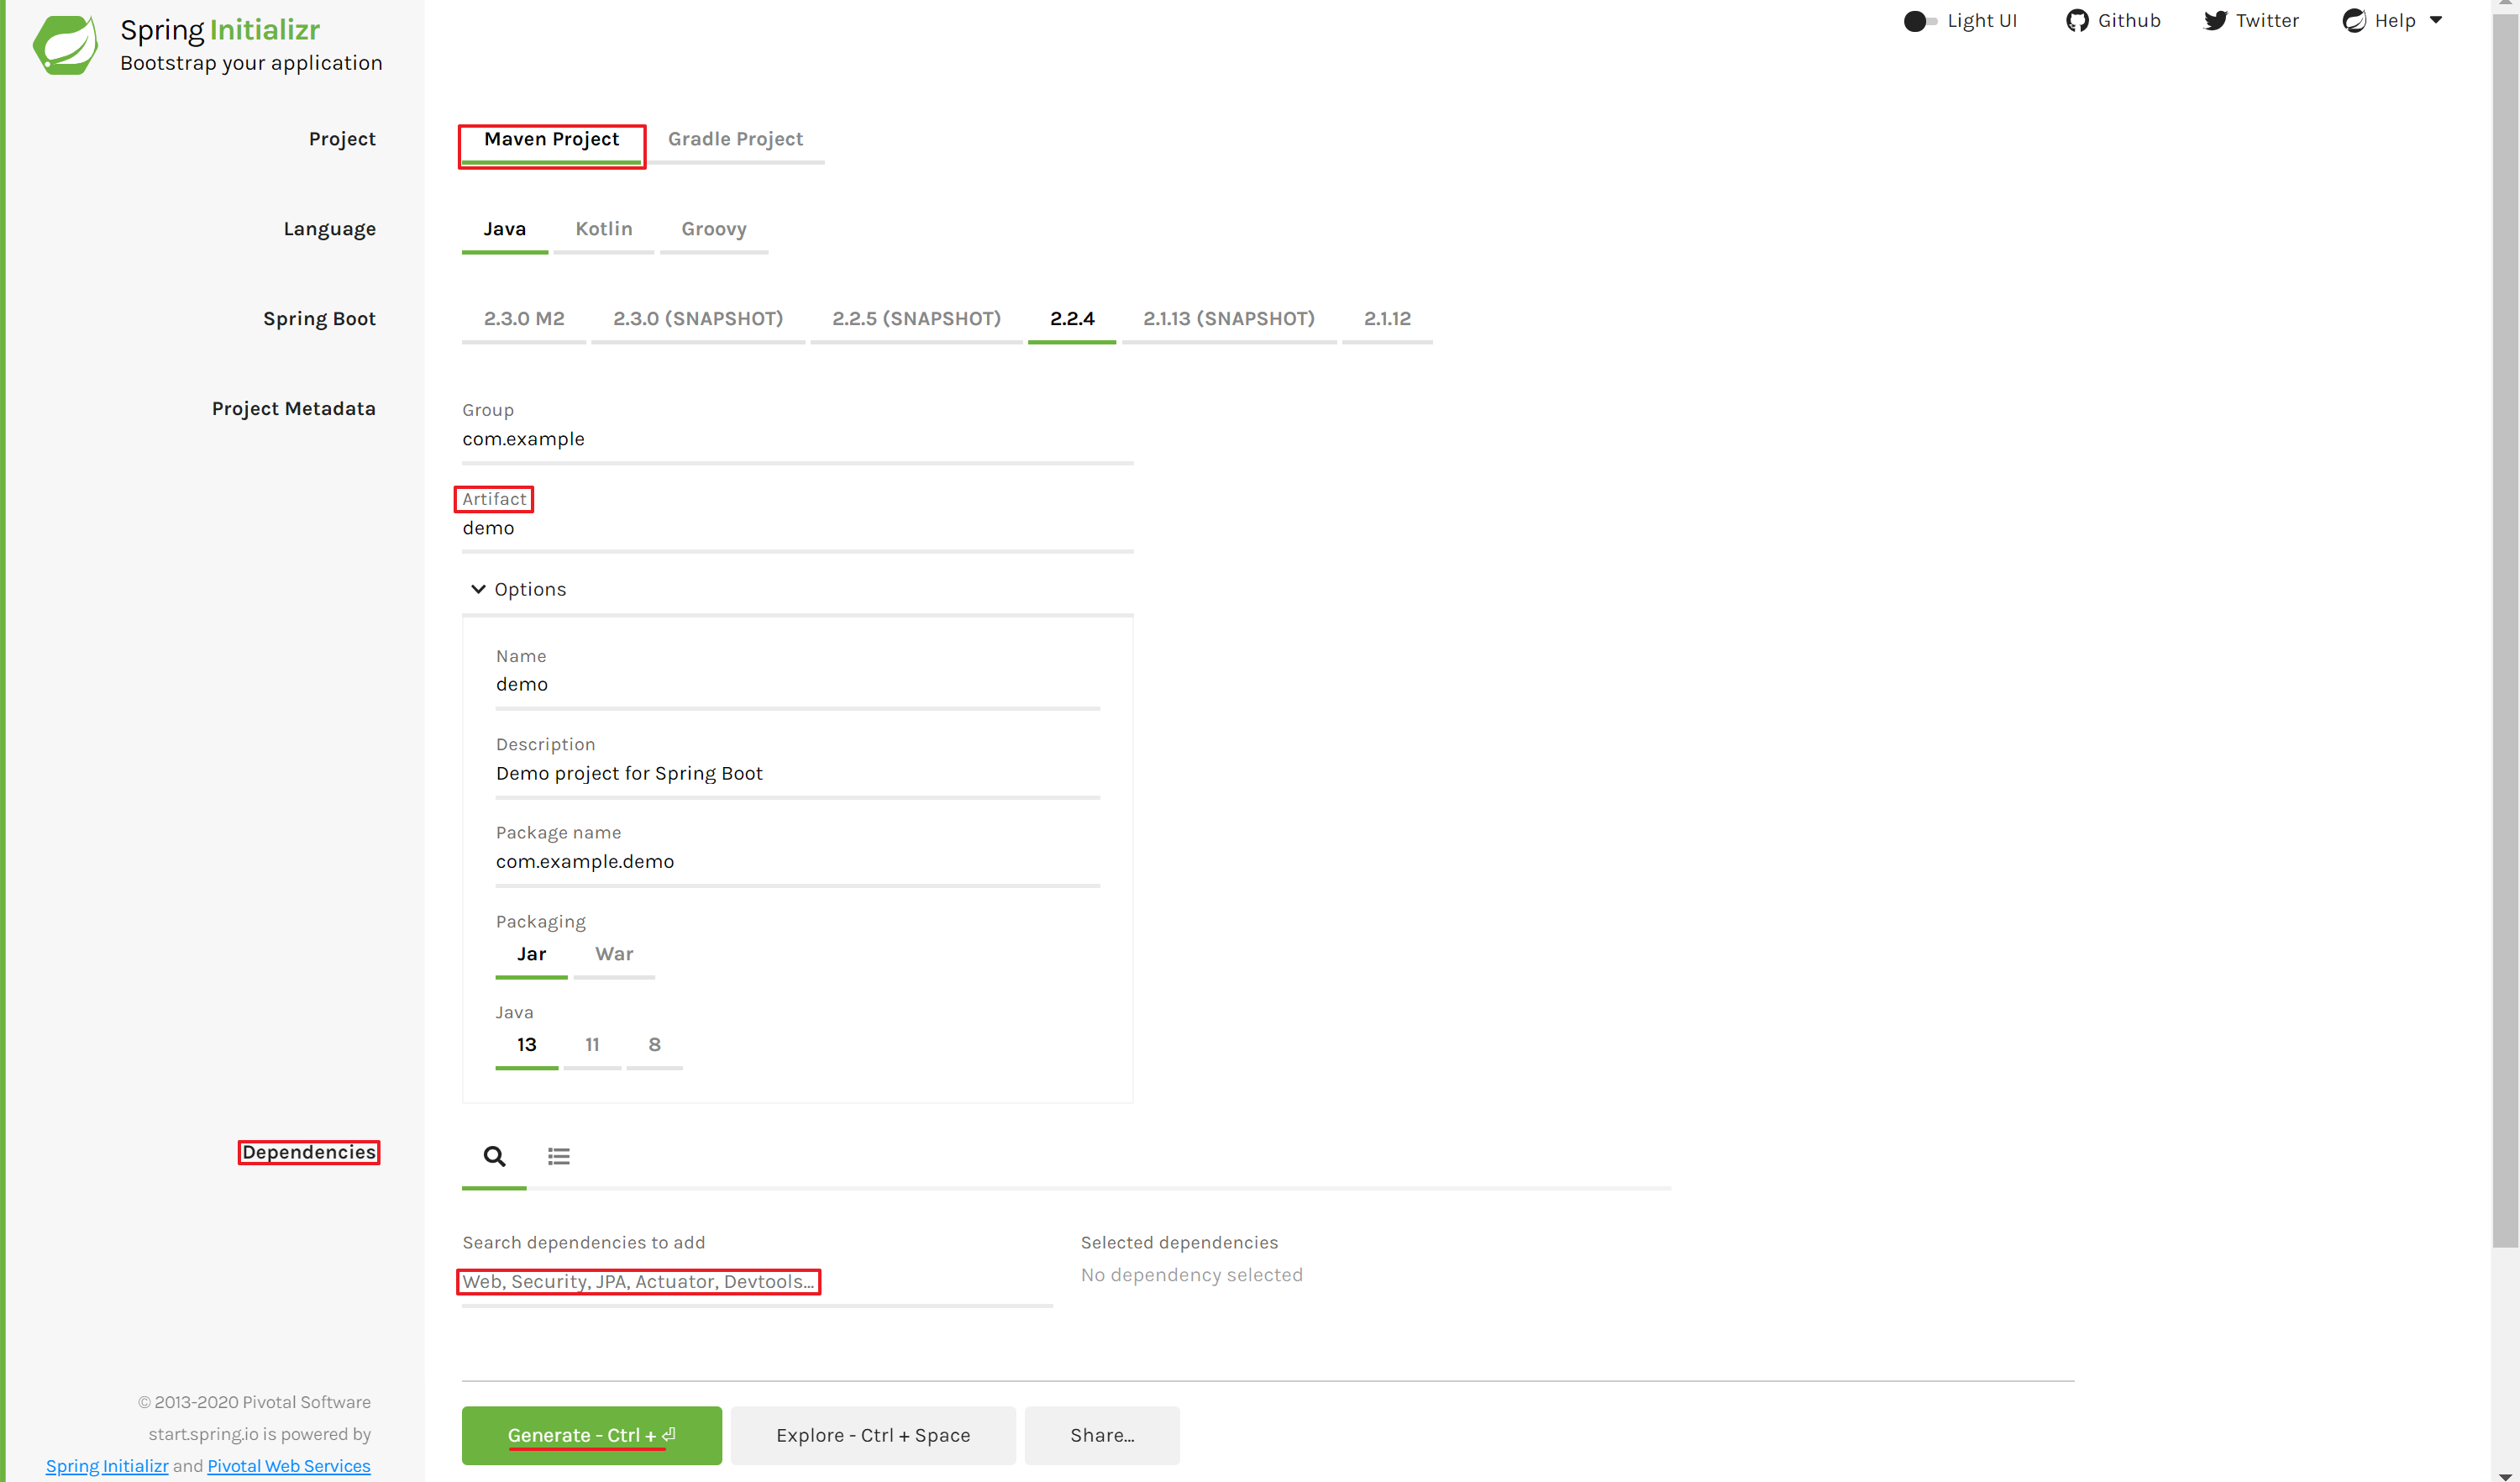 Spring Initializr
Bootstrap your application
Light UI
Github
Twitter
Help
Project
Maven Project
Gradle Project
Language
Java
Kotlin
Groovy
Spring Boot
2.3.0 M2
2.3.0 (SNAPSHOT)
2.2.5 (SNAPSHOT)
2.2.4
2.1.13 (SNAPSHOT)
2.1.12
Project Metadata
Group
com.example
Artifact
demo
Options
Name
demo
Description
Demo project for Spring Boot
Package name
com.example.demo
Packaging
Jar
War
Java
13
11
8
Dependencies
Search dependencies to add
Web, Security, JPA, Actuator, Devtools...
Selected dependencies
No dependency selected
© 2013-2020 Pivotal Software
start.spring.io is powered by
Spring Initializr and Pivotal Web Services
Generate - Ctrl + ⏎
Explore - Ctrl + Space
Share...